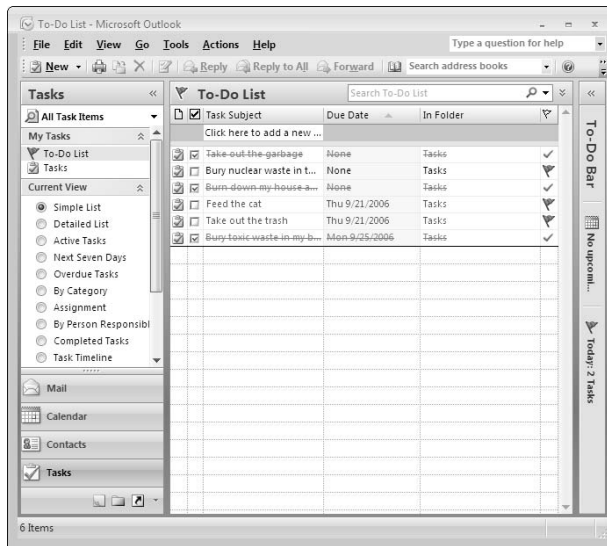 To-Do List - Microsoft Outlook
File Edit View Go Tools Actions Help
Type a question for help
New Reply Reply to All Forward Search address books
Tasks
All Task Items
My Tasks
To-Do List
Tasks
Current View
Simple List
Detailed List
Active Tasks
Next Seven Days
Overdue Tasks
By Category
Assignment
By Person Responsibl
Completed Tasks
Task Timeline
Mail
Calendar
Contacts
Tasks
To-Do List
Search To-Do List
Task Subject Due Date In Folder
Click here to add a new ...
Take out the garbage None Tasks
Bury nuclear waste in t... None Tasks
Burn down my house a... None Tasks
Feed the cat Thu 9/21/2006 Tasks
Take out the trash Thu 9/21/2006 Tasks
Bury toxic waste in my b... Mon 9/25/2006 Tasks
To-Do Bar
No upcomi...
Today: 2 Tasks
6 Items